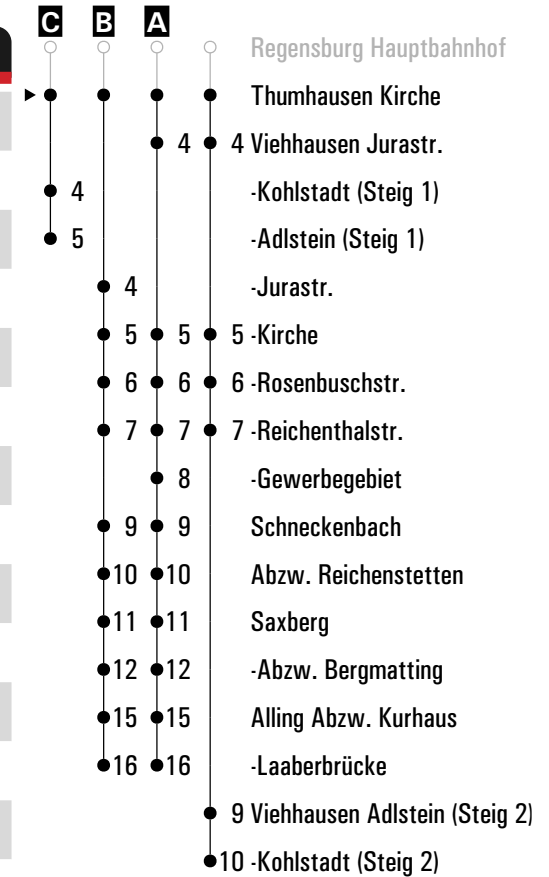 C B A
Regensburg Hauptbahnhof
Thumhausen Kirche
4 4 Viehhausen Jurastr.
4 -Kohlstadt (Steig 1)
5 -Adlstein (Steig 1)
4 -Jurastr.
5 5 5 -Kirche
6 6 6 -Rosenbuschstr.
7 7 7 -Reichenthalstr.
8 -Gewerbegebiet
9 9 Schneckenbach
10 10 Abzw. Reichenstetten
11 11 Saxberg
12 12 -Abzw. Bergmatting
15 15 Alling Abzw. Kurhaus
16 16 -Laaberbrücke
9 Viehhausen Adlstein (Steig 2)
10 -Kohlstadt (Steig 2)